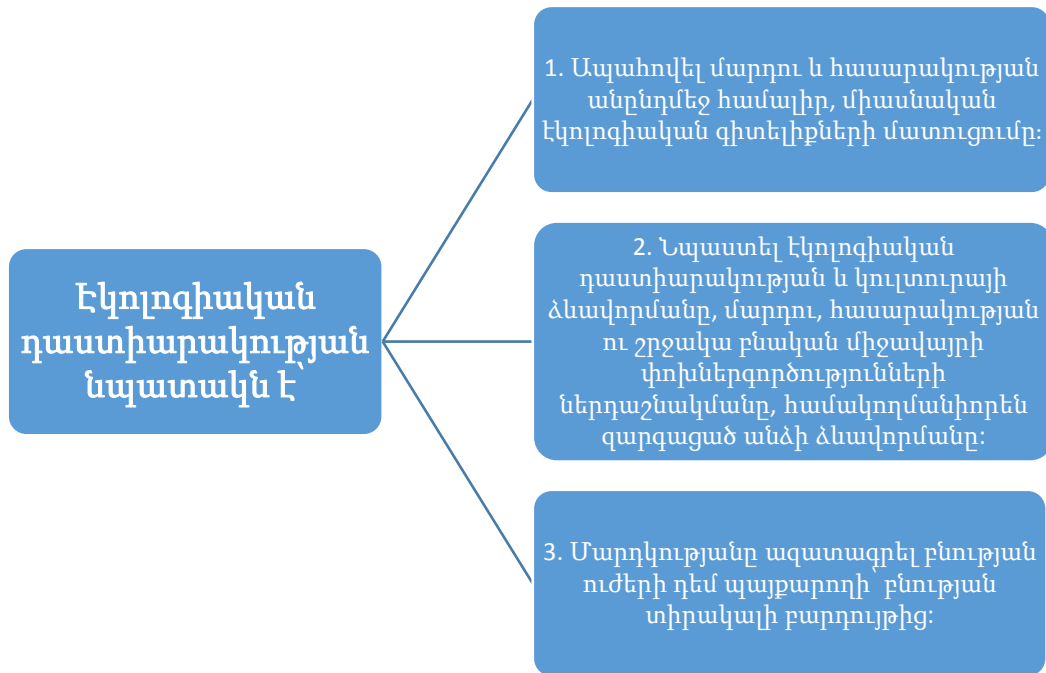 Էկոլոգիական
դաստիարակության
նպատակն է՝
1. Ապահովել մարդու և հասարակության
անընդմեջ համալիր, միասնական
էկոլոգիական գիտելիքների մատուցումը։
2. Նպաստել էկոլոգիական
դաստիարակության և կուլտուրայի
ձևավորմանը, մարդու, հասարակության
ու շրջակա բնական միջավայրի
փոխներգործությունների
ներդաշնակմանը, համակողմանիորեն
զարգացած անձի ձևավորմանը:
3. Մարդկությանը ազատագրել բնության
ուժերի դեմ պայքարողի՝ բնության
տիրակալի բարդույթից: